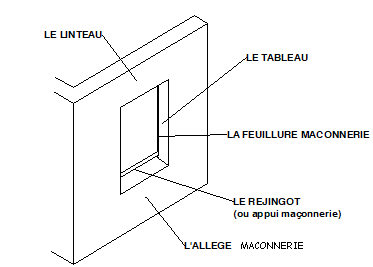 LE LINTEAU
LE TABLEAU
LA FEUILLURE MACONNERIE
LE REJINGOT
(ou appui maçonnerie)
L'ALLEGE MACONNERIE